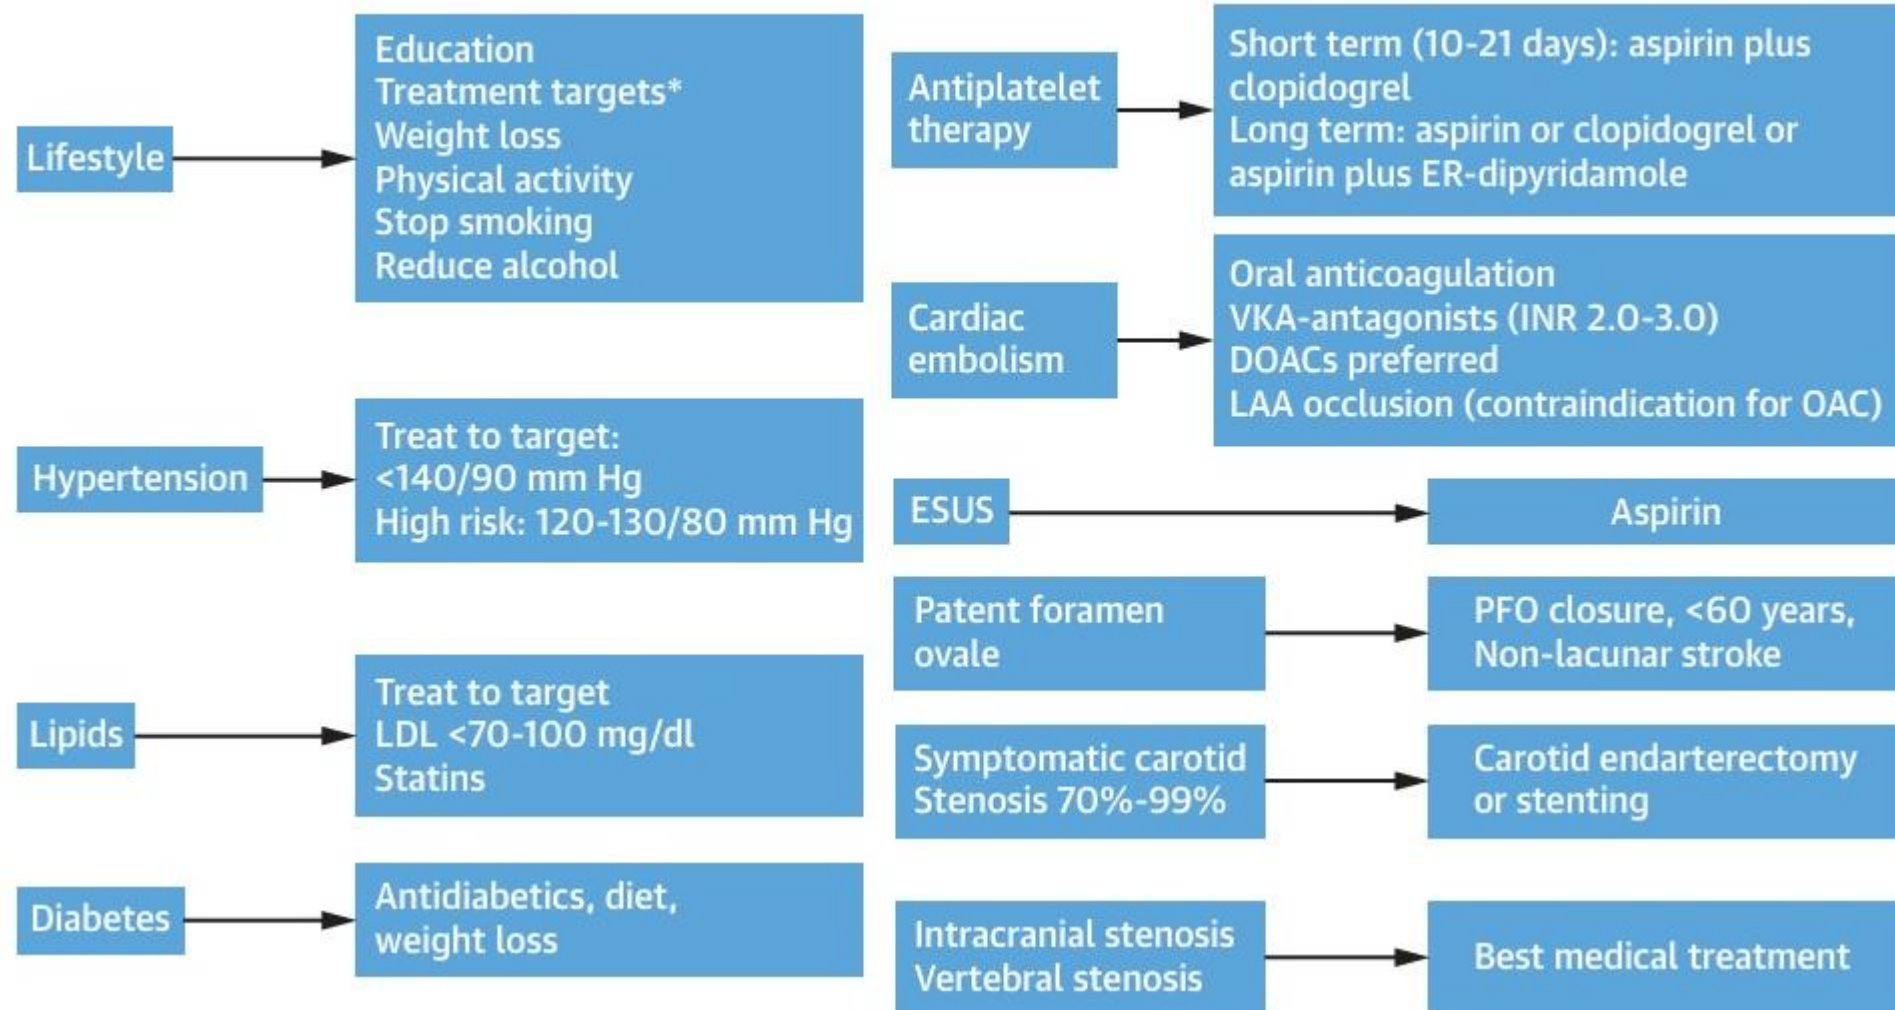 Lifestyle
Education
Treatment targets*
Weight loss
Physical activity
Stop smoking
Reduce alcohol
Hypertension
Treat to target:
<140/90 mm Hg
High risk: 120-130/80 mm Hg
Lipids
Treat to target
LDL <70-100 mg/dl
Statins
Diabetes
Antidiabetics, diet,
weight loss
Antiplatelet
therapy
Short term (10-21 days): aspirin plus
clopidogrel
Long term: aspirin or clopidogrel or
aspirin plus ER-dipyridamole
Cardiac
embolism
Oral anticoagulation
VKA-antagonists (INR 2.0-3.0)
DOACs preferred
LAA occlusion (contraindication for OAC)
ESUS
Aspirin
Patent foramen
ovale
PFO closure, <60 years,
Non-lacunar stroke
Symptomatic carotid
Stenosis 70%-99%
Carotid endarterectomy
or stenting
Intracranial stenosis
Vertebral stenosis
Best medical treatment